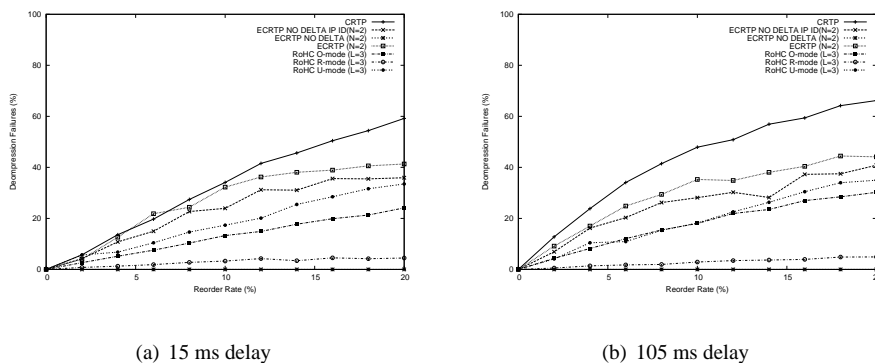 100
80
60
40
20
0
Deompression Failures (%)
0
5
10
15
20
Reorder Rate (%)
CRTP
ECRTP NO DELTA IP ID(N=2)
ECRTP NO DELTA (N=2)
ECRTP (N=2)
RoHC O-mode (L=3)
RoHC R-mode (L=3)
RoHC U-mode (L=3)
(a) 15 ms delay
100
80
60
40
20
0
Deompression Failures (%)
0
5
10
15
20
Reorder Rate (%)
CRTP
ECRTP NO DELTA IP ID(N=2)
ECRTP NO DELTA (N=2)
ECRTP (N=2)
RoHC O-mode (L=3)
RoHC R-mode (L=3)
RoHC U-mode (L=3)
(b) 105 ms delay